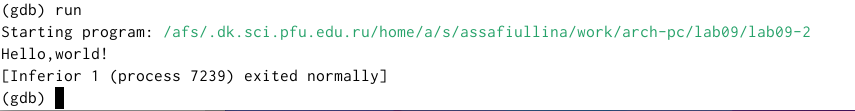 (gdb) run
Starting program: /afs/.dk.sci.pfu.edu.ru/home/a/s/assafiullina/work/arch-pc/lab09/lab09-2
Hello,world!
[Inferior 1 (process 7239) exited normally]
(gdb)